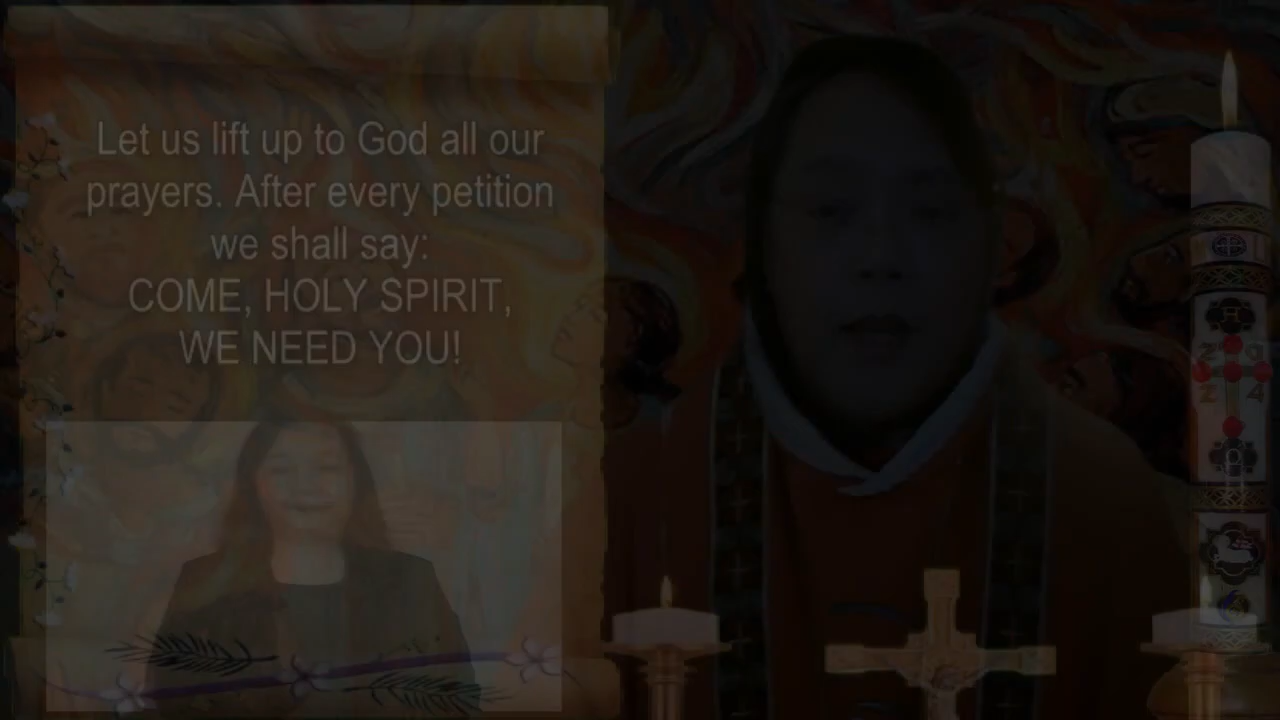 Let us lift up to God all our
prayers. After every petition
we shall say:
COME, HOLY SPIRIT,
WE NEED YOU!